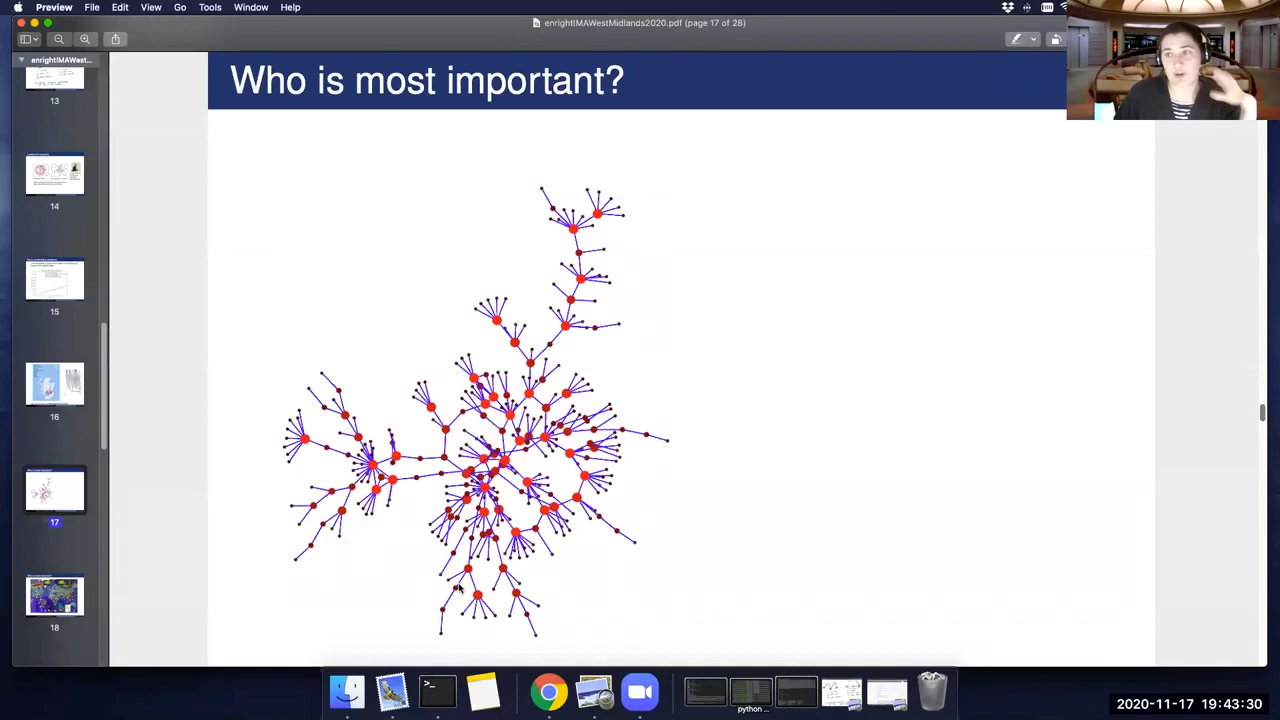 Preview File Edit View Go Tools Window Help
enrightIMAWestMidlands2020.pdf (page 17 of 28)
enrightIMAWest...
Who is most important?
13
14
15
16
17
18
>_
python ...
2020-11-17 19:43:30